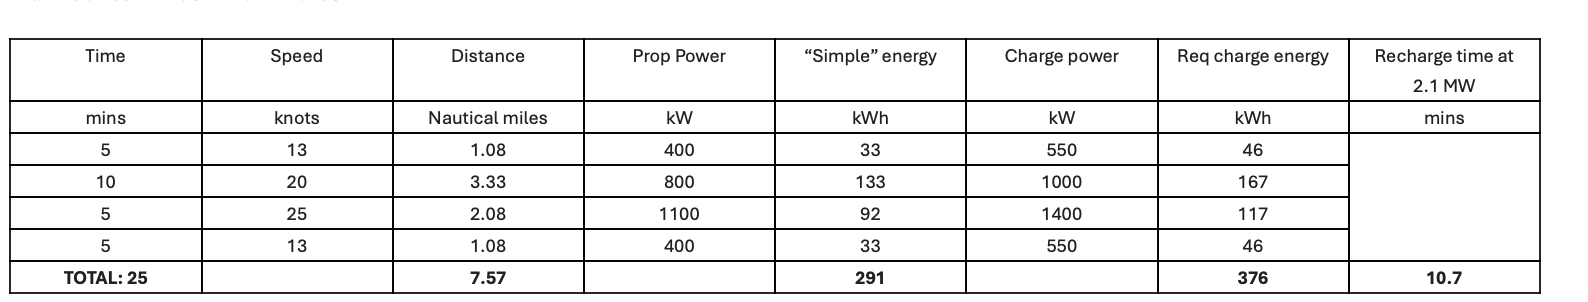 Time Speed Distance Prop Power “Simple” energy Charge power Req charge energy Recharge time at 2.1 MW
mins knots Nautical miles kW kWh kW kWh mins
5 13 1.08 400 33 550 46
10 20 3.33 800 133 1000 167
5 25 2.08 1100 92 1400 117
5 13 1.08 400 33 550 46
TOTAL: 25 7.57 291 376 10.7